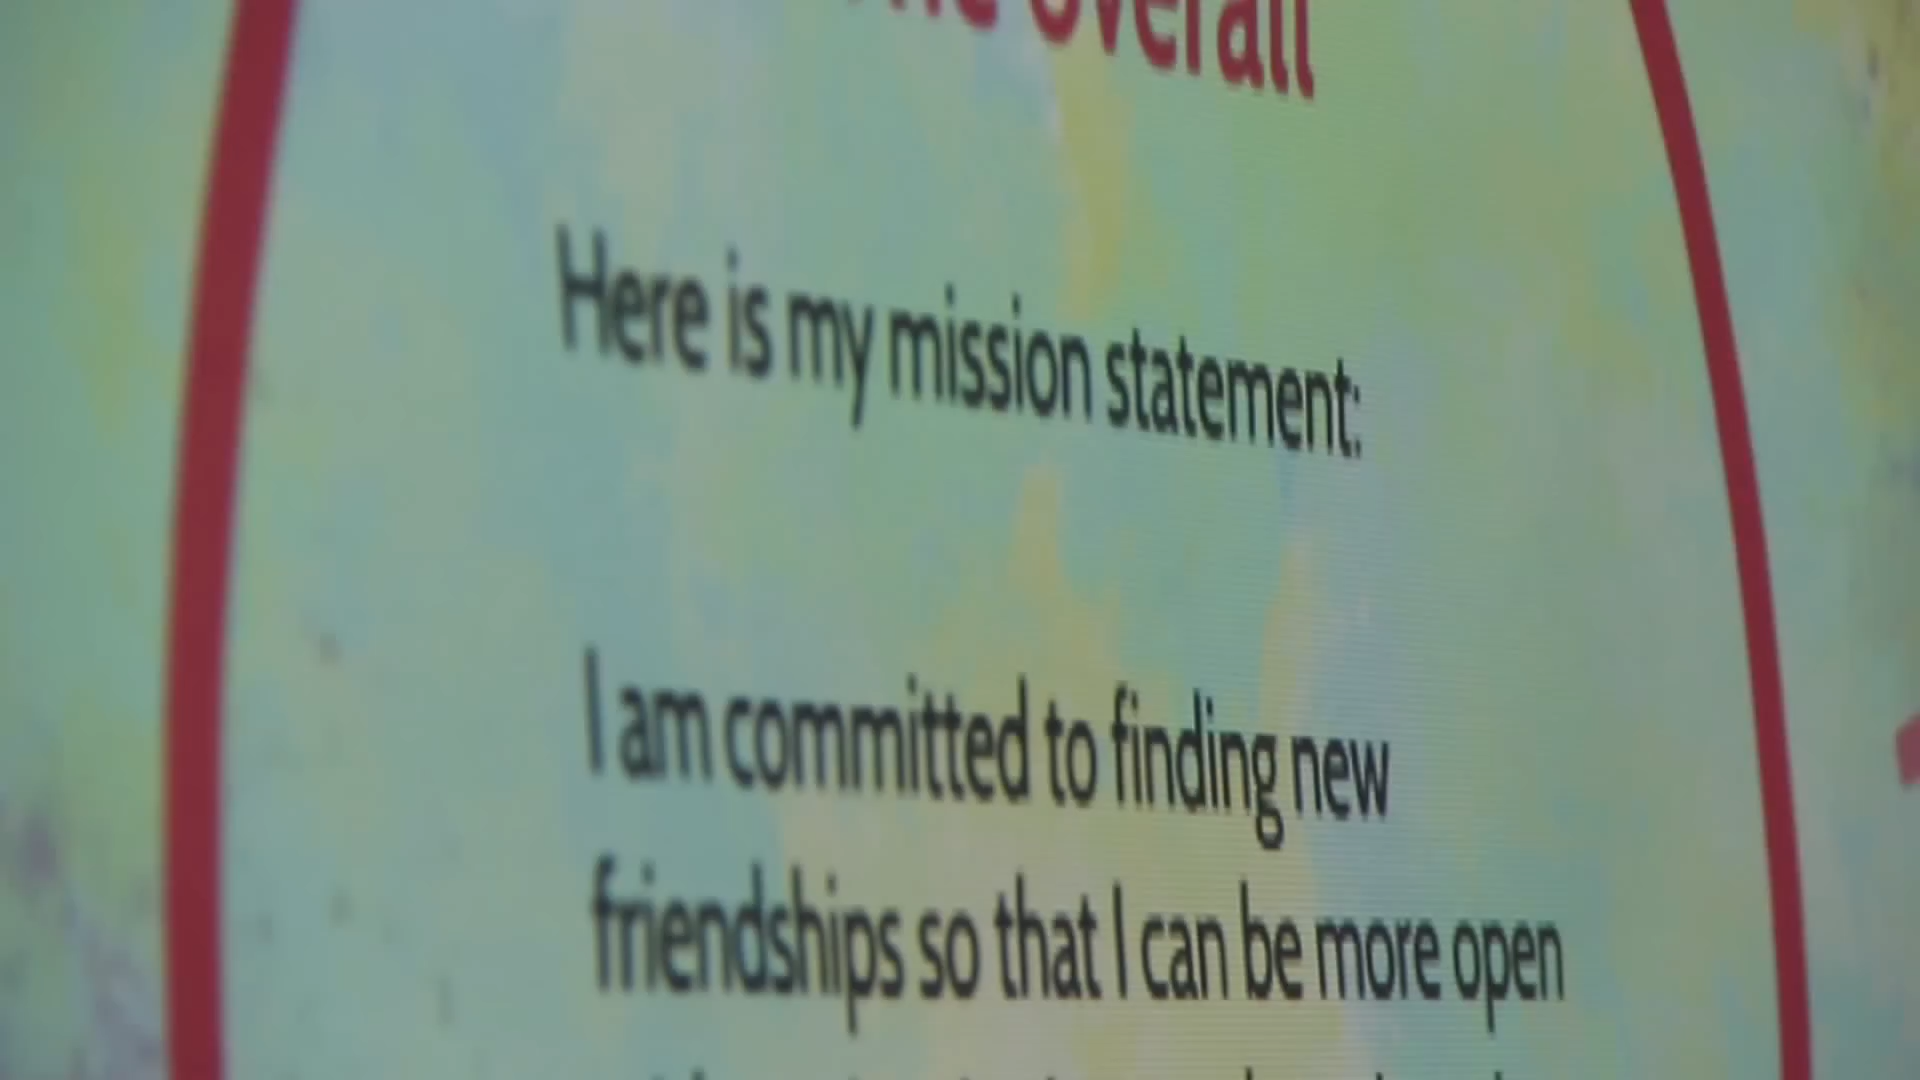 overall
Here is my mission statement:
I am committed to finding new
friendships so that I can be more open